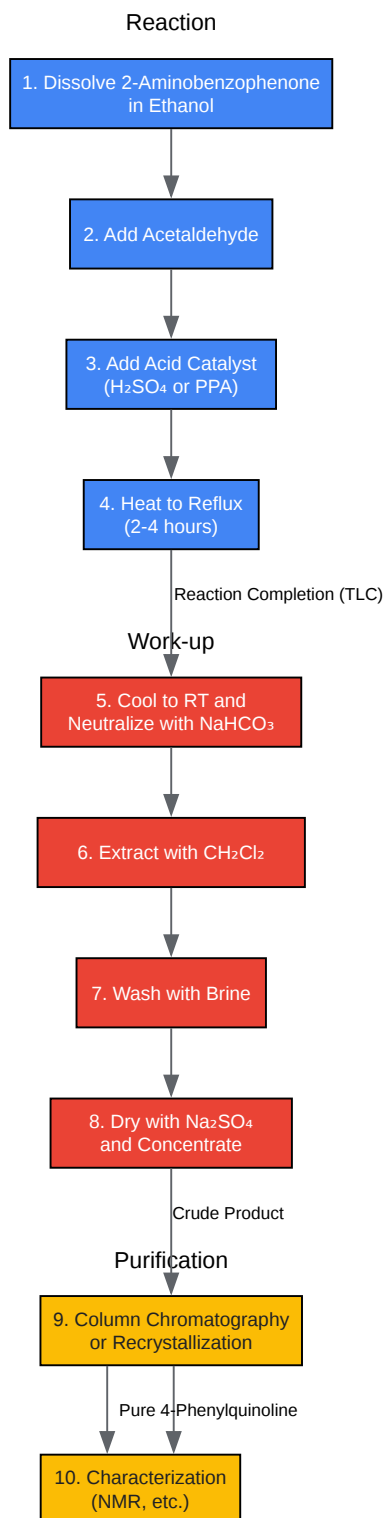 Reaction
1. Dissolve 2-Aminobenzophenone
in Ethanol
2. Add Acetaldehyde
3. Add Acid Catalyst
(H₂SO₄ or PPA)
4. Heat to Reflux
(2-4 hours)
Reaction Completion (TLC)
Work-up
5. Cool to RT and
Neutralize with NaHCO₃
6. Extract with CH₂Cl₂
7. Wash with Brine
8. Dry with Na₂SO₄
and Concentrate
Crude Product
Purification
9. Column Chromatography
or Recrystallization
Pure 4-Phenylquinoline
10. Characterization
(NMR, etc.)